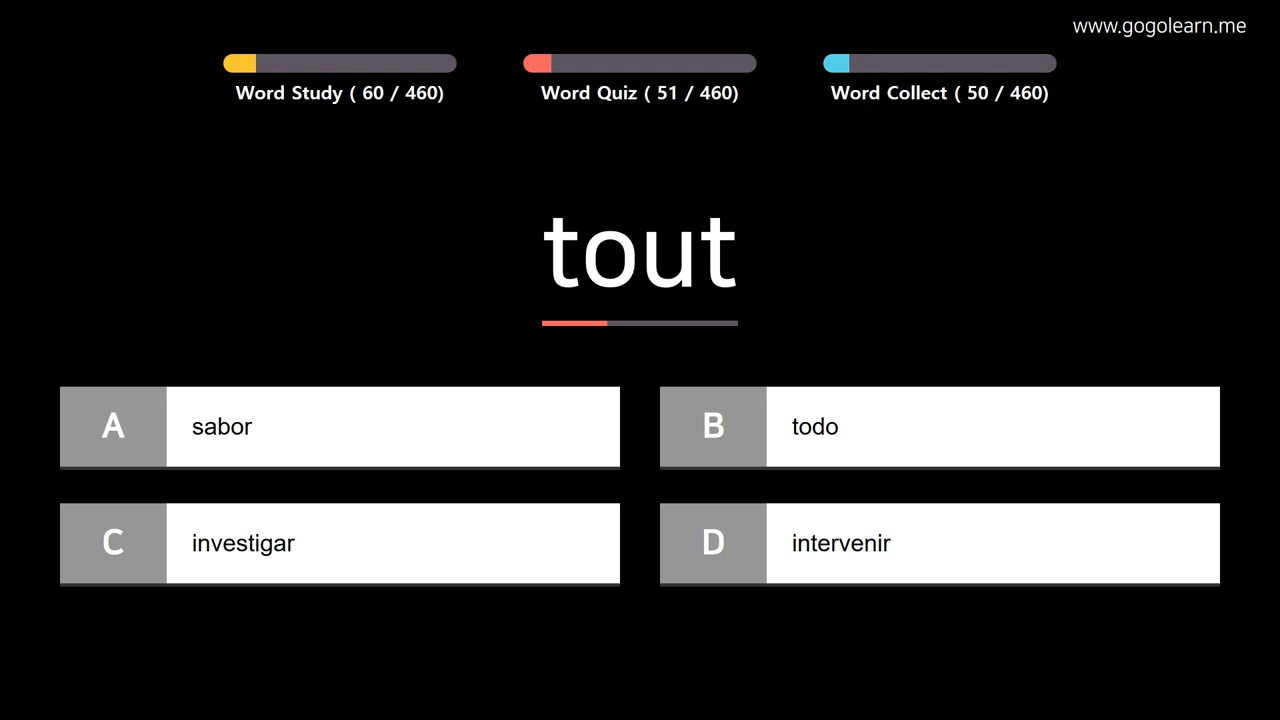 www.gogolearn.me
Word Study ( 60 / 460)
Word Quiz ( 51 / 460)
Word Collect ( 50 / 460)
tout
A sabor
B todo
C investigar
D intervenir